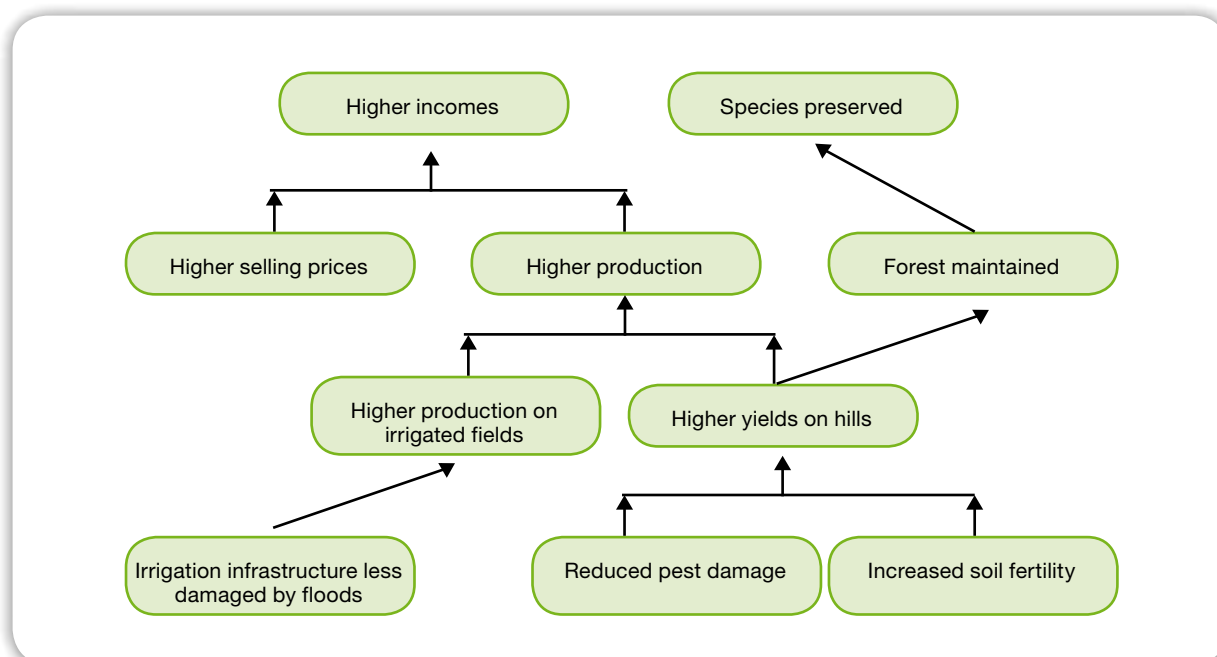 Higher incomes
Species preserved
Higher selling prices
Higher production
Forest maintained
Higher production on
irrigated fields
Higher yields on hills
Irrigation infrastructure less
damaged by floods
Reduced pest damage
Increased soil fertility